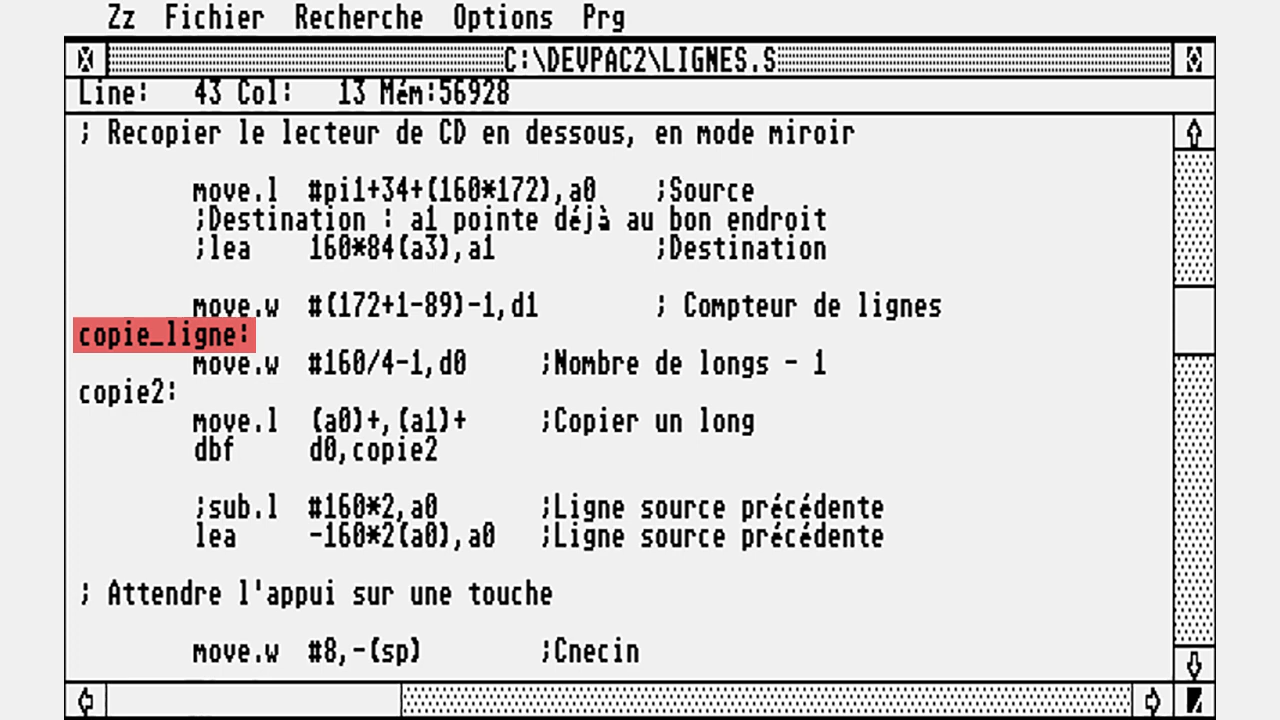 Zz Fichier Recherche Options Prg
C:\DEVPAC2\LIGNES.S
Line: 43 Col: 13 Mém:56928
; Recopier le lecteur de CD en dessous, en mode miroir
move.l #pi1+34+(160*172),a0 ;Source
;Destination : a1 pointe déjà au bon endroit
;lea 160*84(a3),a1 ;Destination
move.w #(172+1-89)-1,d1 ; Compteur de lignes
copie_ligne:
move.w #160/4-1,d0 ;Nombre de longs - 1
copie2:
move.l (a0)+,(a1)+ ;Copier un long
dbf d0,copie2
;sub.l #160*2,a0 ;Ligne source précédente
lea -160*2(a0),a0 ;Ligne source précédente
; Attendre l'appui sur une touche
move.w #8,-(sp) ;Cnecin